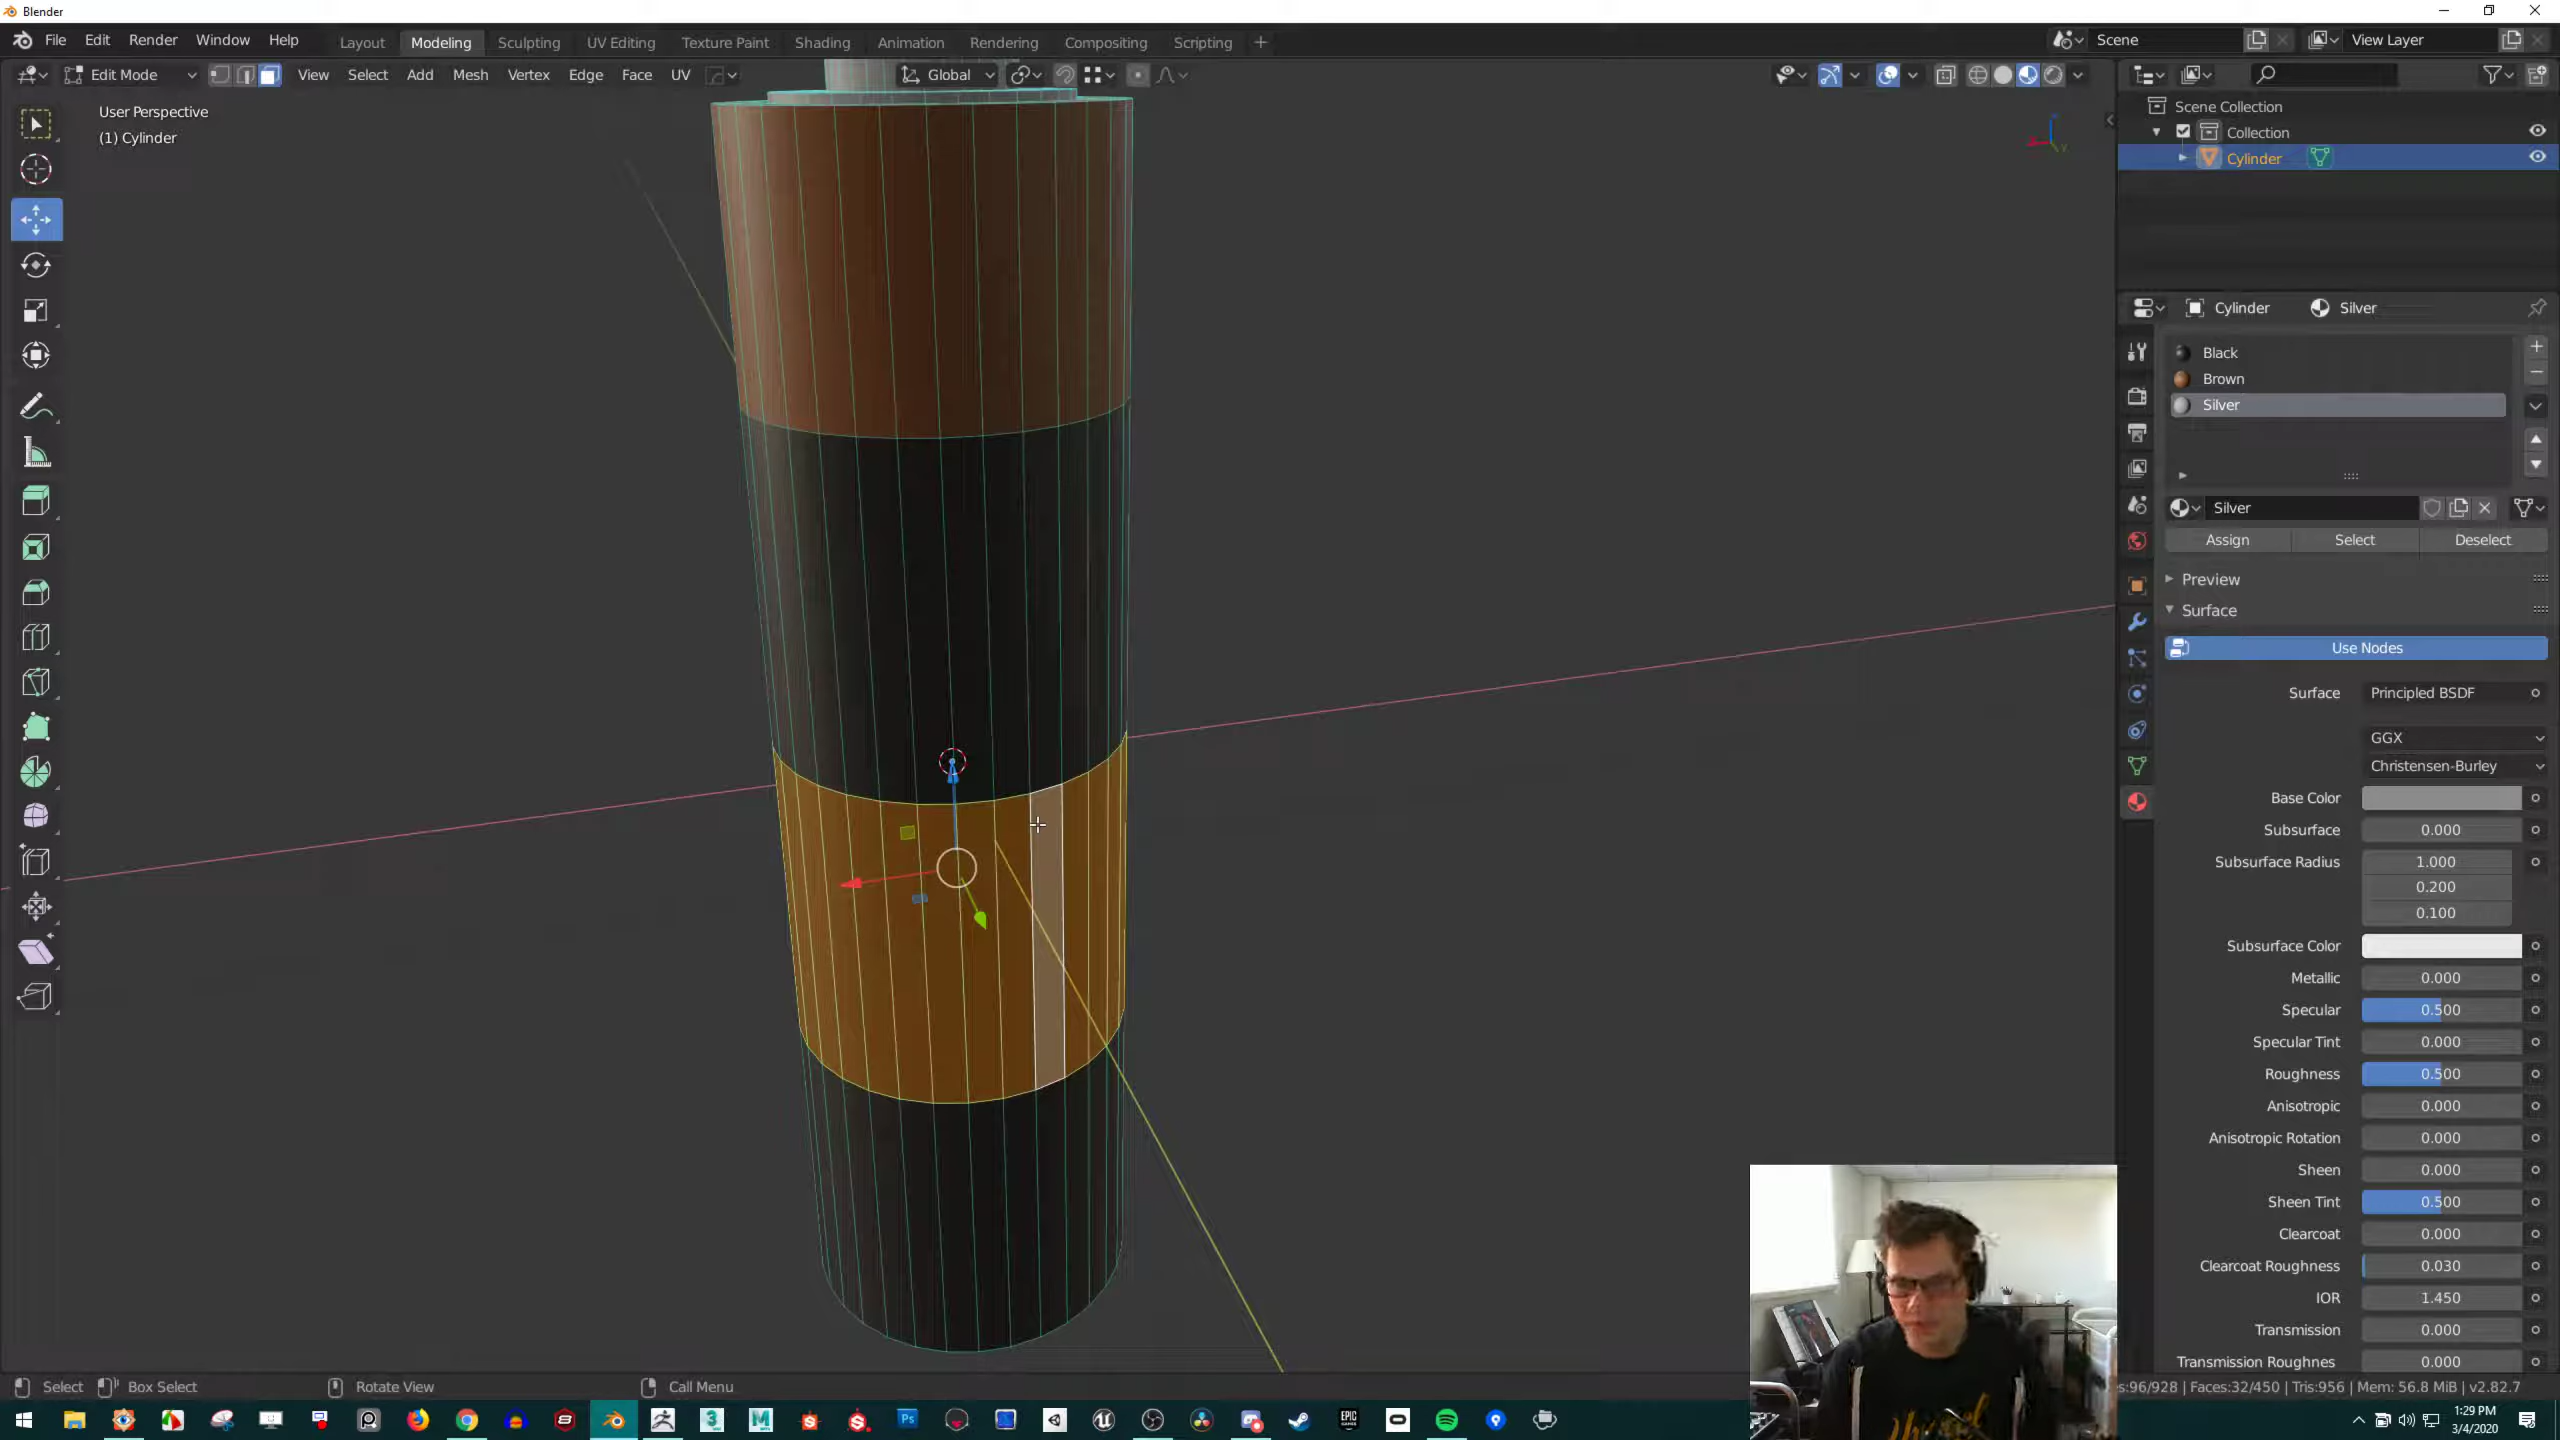 Blender
File Edit Render Window Help Layout Modeling Sculpting UV Editing Texture Paint Shading Animation Rendering Compositing Scripting + Scene View Layer
Edit Mode View Select Add Mesh Vertex Edge Face UV Global
User Perspective
(1) Cylinder
Scene Collection
Collection
Cylinder
Cylinder Silver
Black
Brown
Silver
Silver
Assign Select Deselect
Preview
Surface
Use Nodes
Surface Principled BSDF
GGX
Christensen-Burley
Base Color
Subsurface 0.000
Subsurface Radius 1.000
0.200
0.100
Subsurface Color
Metallic 0.000
Specular 0.500
Specular Tint 0.000
Roughness 0.500
Anisotropic 0.000
Anisotropic Rotation 0.000
Sheen 0.000
Sheen Tint 0.500
Clearcoat 0.000
Clearcoat Roughness 0.030
IOR 1.450
Transmission 0.000
Transmission Roughnes 0.000
Select Box Select Rotate View Call Menu s:96/928 | Faces:32/450 | Tris:956 | Mem: 56.8 MiB | v2.82.7
Ps EPIC GAMES
1:29 PM
3/4/2020